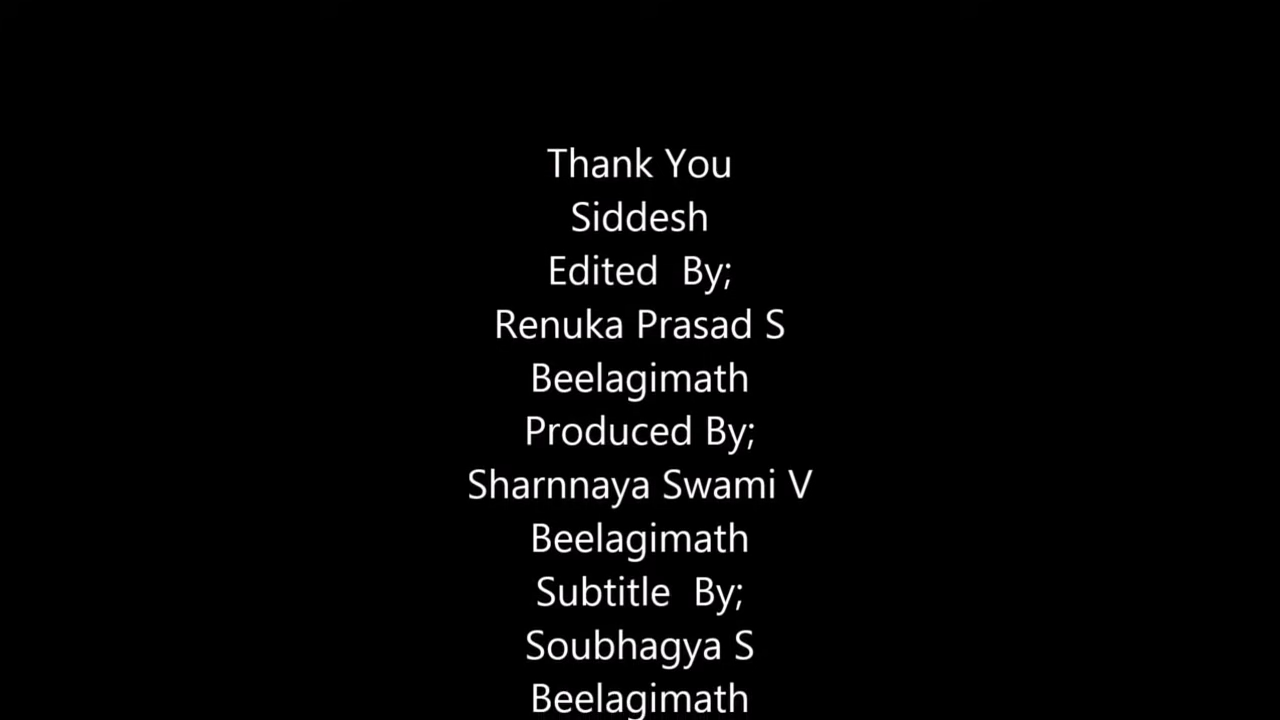 Thank You
Siddesh
Edited  By;
Renuka Prasad S
Beelagimath
Produced By;
Sharnnaya Swami V
Beelagimath
Subtitle  By;
Soubhagya S
Beelagimath